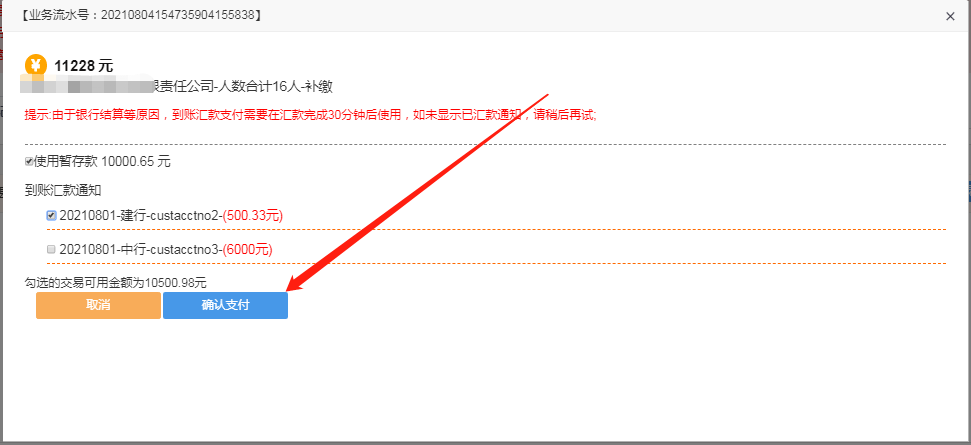 【业务流水号：20210804154735904155838】
11228 元
限责任公司-人数合计16人-补缴
提示:由于银行结算等原因，到账汇款支付需要在汇款完成30分钟后使用，如未显示已汇款通知，请稍后再试;
使用暂存款 10000.65 元
到账汇款通知
20210801-建行-custacctno2-(500.33元)
20210801-中行-custacctno3-(6000元)
勾选的交易可用金额为10500.98元
取消 确认支付